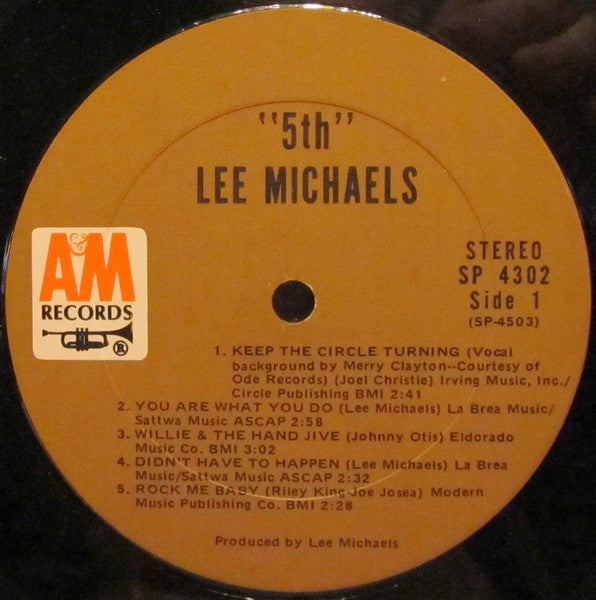 "5th"
LEE MICHAELS
A&M
RECORDS
®
STEREO
SP 4302
Side 1
(SP-4503)
1. KEEP THE CIRCLE TURNING (Vocal
background by Merry Clayton--Courtesy of
Ode Records) (Joel Christie) Irving Music, Inc./
Circle Publishing BMI 2:41
2. YOU ARE WHAT YOU DO (Lee Michaels) La Brea Music/
Sattwa Music ASCAP 2:58
3. WILLIE & THE HAND JIVE (Johnny Otis) Eldorado
Music Co. BMI 3:02
4. DIDN'T HAVE TO HAPPEN (Lee Michaels) La Brea
Music/Sattwa Music ASCAP 2:32
5. ROCK ME BABY (Riley King-Joe Josea) Modern
Music Publishing Co. BMI 2:28
Produced by Lee Michaels